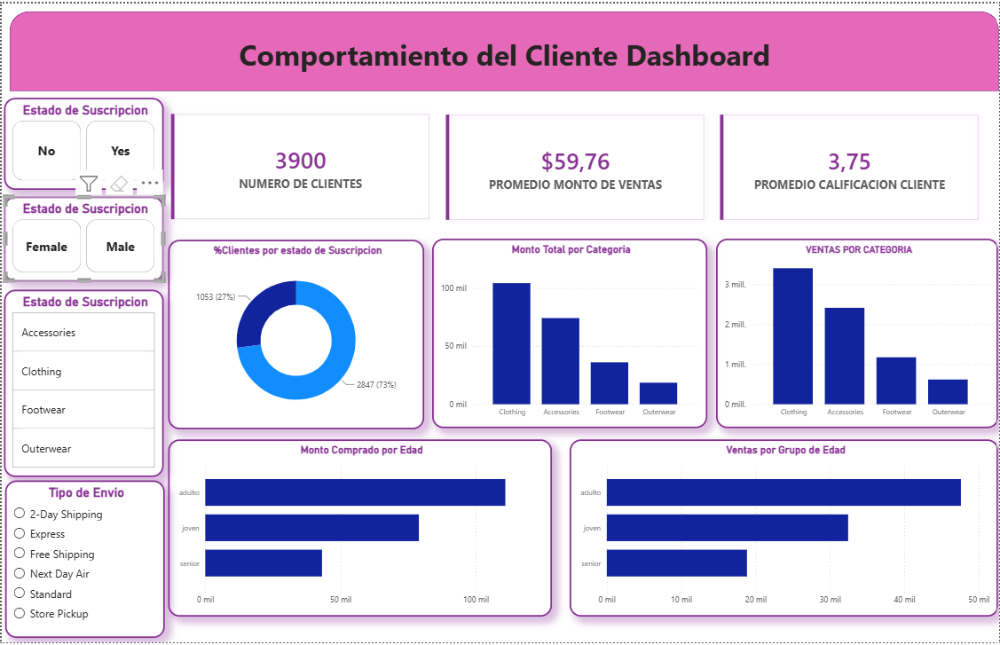 Comportamiento del Cliente Dashboard
Estado de Suscripcion
No
Yes
Estado de Suscripcion
Female
Male
Estado de Suscripcion
Accessories
Clothing
Footwear
Outerwear
Tipo de Envio
2-Day Shipping
Express
Free Shipping
Next Day Air
Standard
Store Pickup
3900
NUMERO DE CLIENTES
$59,76
PROMEDIO MONTO DE VENTAS
3,75
PROMEDIO CALIFICACION CLIENTE
%Clientes por estado de Suscripcion
1053 (27%)
2847 (73%)
Monto Total por Categoria
100 mil
50 mil
0 mil
Clothing
Accessories
Footwear
Outerwear
VENTAS POR CATEGORIA
3 mill.
2 mill.
1 mill.
0 mill.
Clothing
Accessories
Footwear
Outerwear
Monto Comprado por Edad
adulto
joven
senior
0 mil
50 mil
100 mil
Ventas por Grupo de Edad
adulto
joven
senior
0 mil
10 mil
20 mil
30 mil
40 mil
50 mil